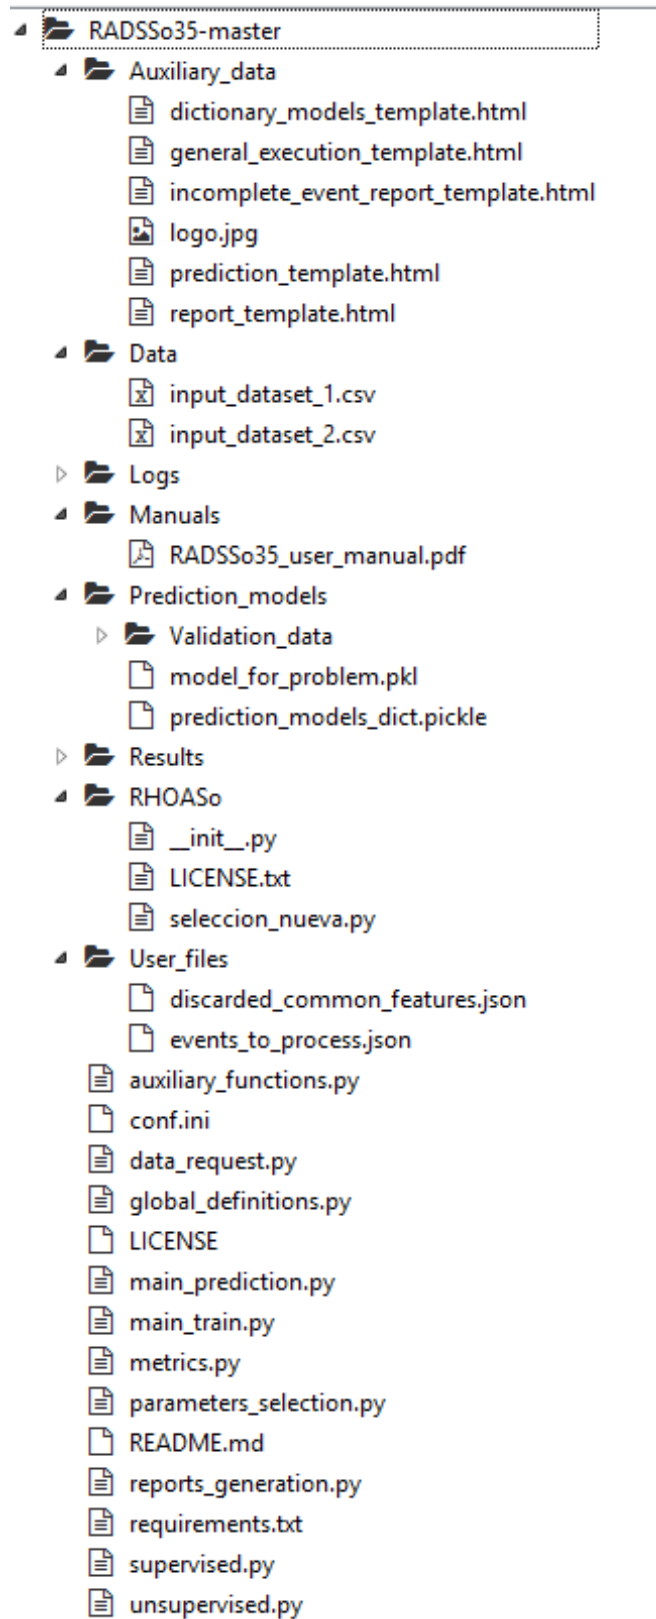 RADSSo35-master
Auxiliary_data
dictionary_models_template.html
general_execution_template.html
incomplete_event_report_template.html
logo.jpg
prediction_template.html
report_template.html
Data
input_dataset_1.csv
input_dataset_2.csv
Logs
Manuals
RADSSo35_user_manual.pdf
Prediction_models
Validation_data
model_for_problem.pkl
prediction_models_dict.pickle
Results
RHOASo
__init__.py
LICENSE.txt
seleccion_nueva.py
User_files
discarded_common_features.json
events_to_process.json
auxiliary_functions.py
conf.ini
data_request.py
global_definitions.py
LICENSE
main_prediction.py
main_train.py
metrics.py
parameters_selection.py
README.md
reports_generation.py
requirements.txt
supervised.py
unsupervised.py